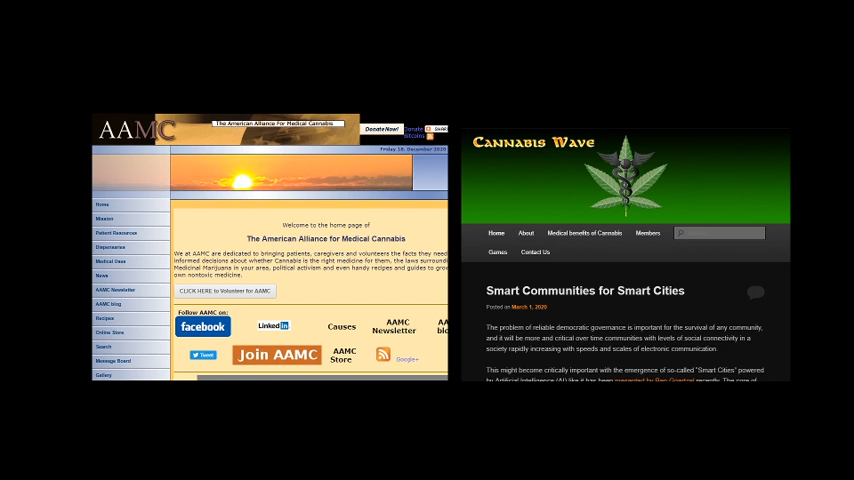 AAMC
The American Alliance For Medical Cannabis
Donate Now!
Donate
Bitcoins
SHAR
Friday 18. December 2020
Home
Mission
Patient Resources
Dispensaries
Medical Uses
News
AAMC Newsletter
AAMC blog
Recipes
Online Store
Search
Message Board
Gallery
Welcome to the home page of
The American Alliance for Medical Cannabis
We at AAMC are dedicated to bringing patients, caregivers and volunteers the facts they need
informed decisions about whether Cannabis is the right medicine for them, the laws surround
Medicinal Marijuana in your area, political activism and even handy recipes and guides to grow
own nontoxic medicine.
CLICK HERE to Volunteer for AAMC
Follow AAMC on:
facebook
Linked in
Causes
AAMC
Newsletter
AA
blo
Tweet
Join AAMC
AAMC
Store
Google+
Cannabis Wave
Home About Medical benefits of Cannabis Members
Games Contact Us
Smart Communities for Smart Cities
Posted on March 1, 2020
The problem of reliable democratic governance is important for the survival of any community,
and it will be more and critical over time communities with levels of social connectivity in a
society rapidly increasing with speeds and scales of electronic communication.
This might become critically important with the emergence of so-called "Smart Cities" powered
by Artificial Intelligence (AI) like it has been presented by Ben Goertzel recently. The core of